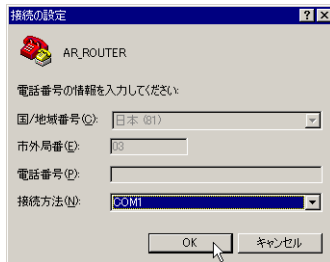 接続の設定
AR_ROUTER
電話番号の情報を入力してください:
国/地域番号(C): 日本 (81)
市外局番(E): 03
電話番号(P):
接続方法(N): COM1
OK キャンセル